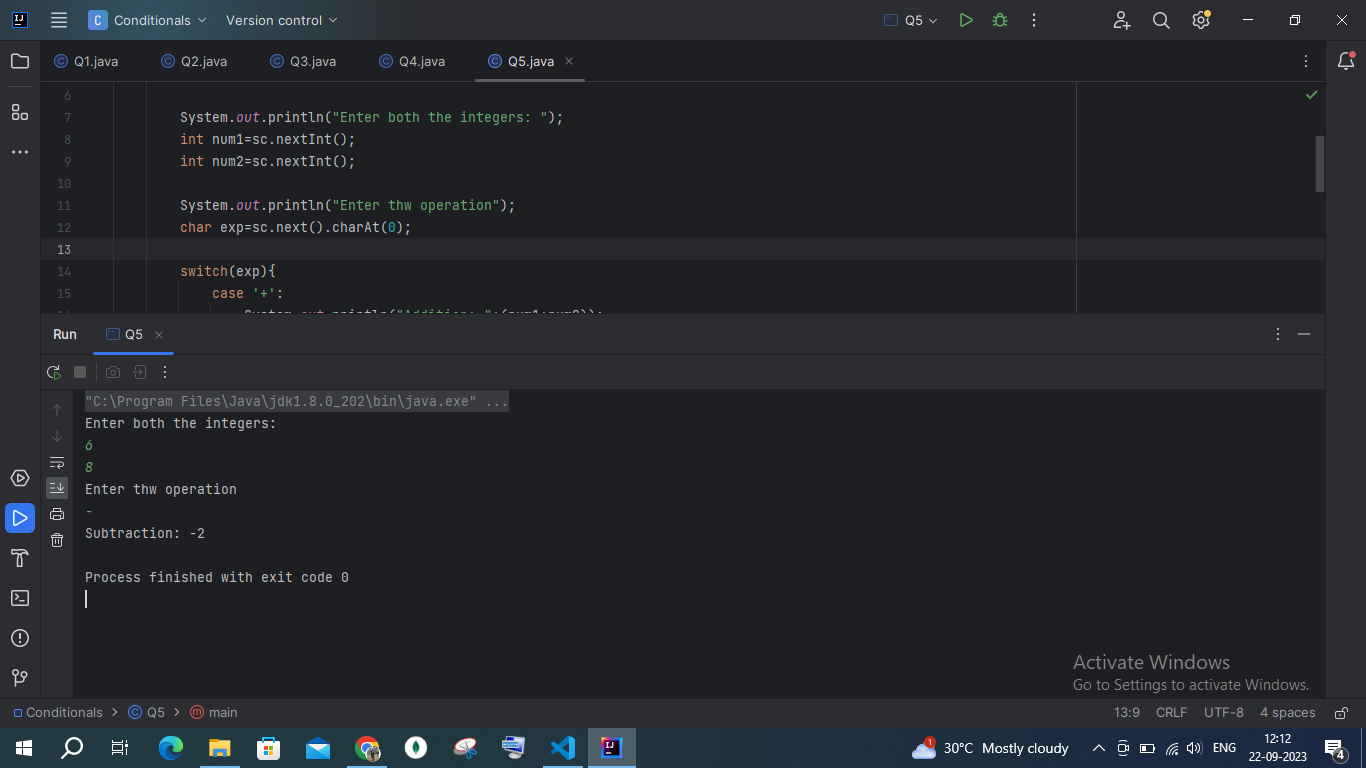 C Conditionals Version control Q5
Q1.java Q2.java Q3.java Q4.java Q5.java
6
7 System.out.println("Enter both the integers: ");
8 int num1=sc.nextInt();
9 int num2=sc.nextInt();
10
11 System.out.println("Enter thw operation");
12 char exp=sc.next().charAt(0);
13
14 switch(exp){
15 case '+':
Run Q5
"C:\Program Files\Java\jdk1.8.0_202\bin\java.exe" ...
Enter both the integers:
6
8
Enter thw operation
-
Subtraction: -2
Process finished with exit code 0
Activate Windows
Go to Settings to activate Windows.
Conditionals > Q5 > main 13:9 CRLF UTF-8 4 spaces
1 30°C Mostly cloudy ENG 12:12
22-09-2023 4